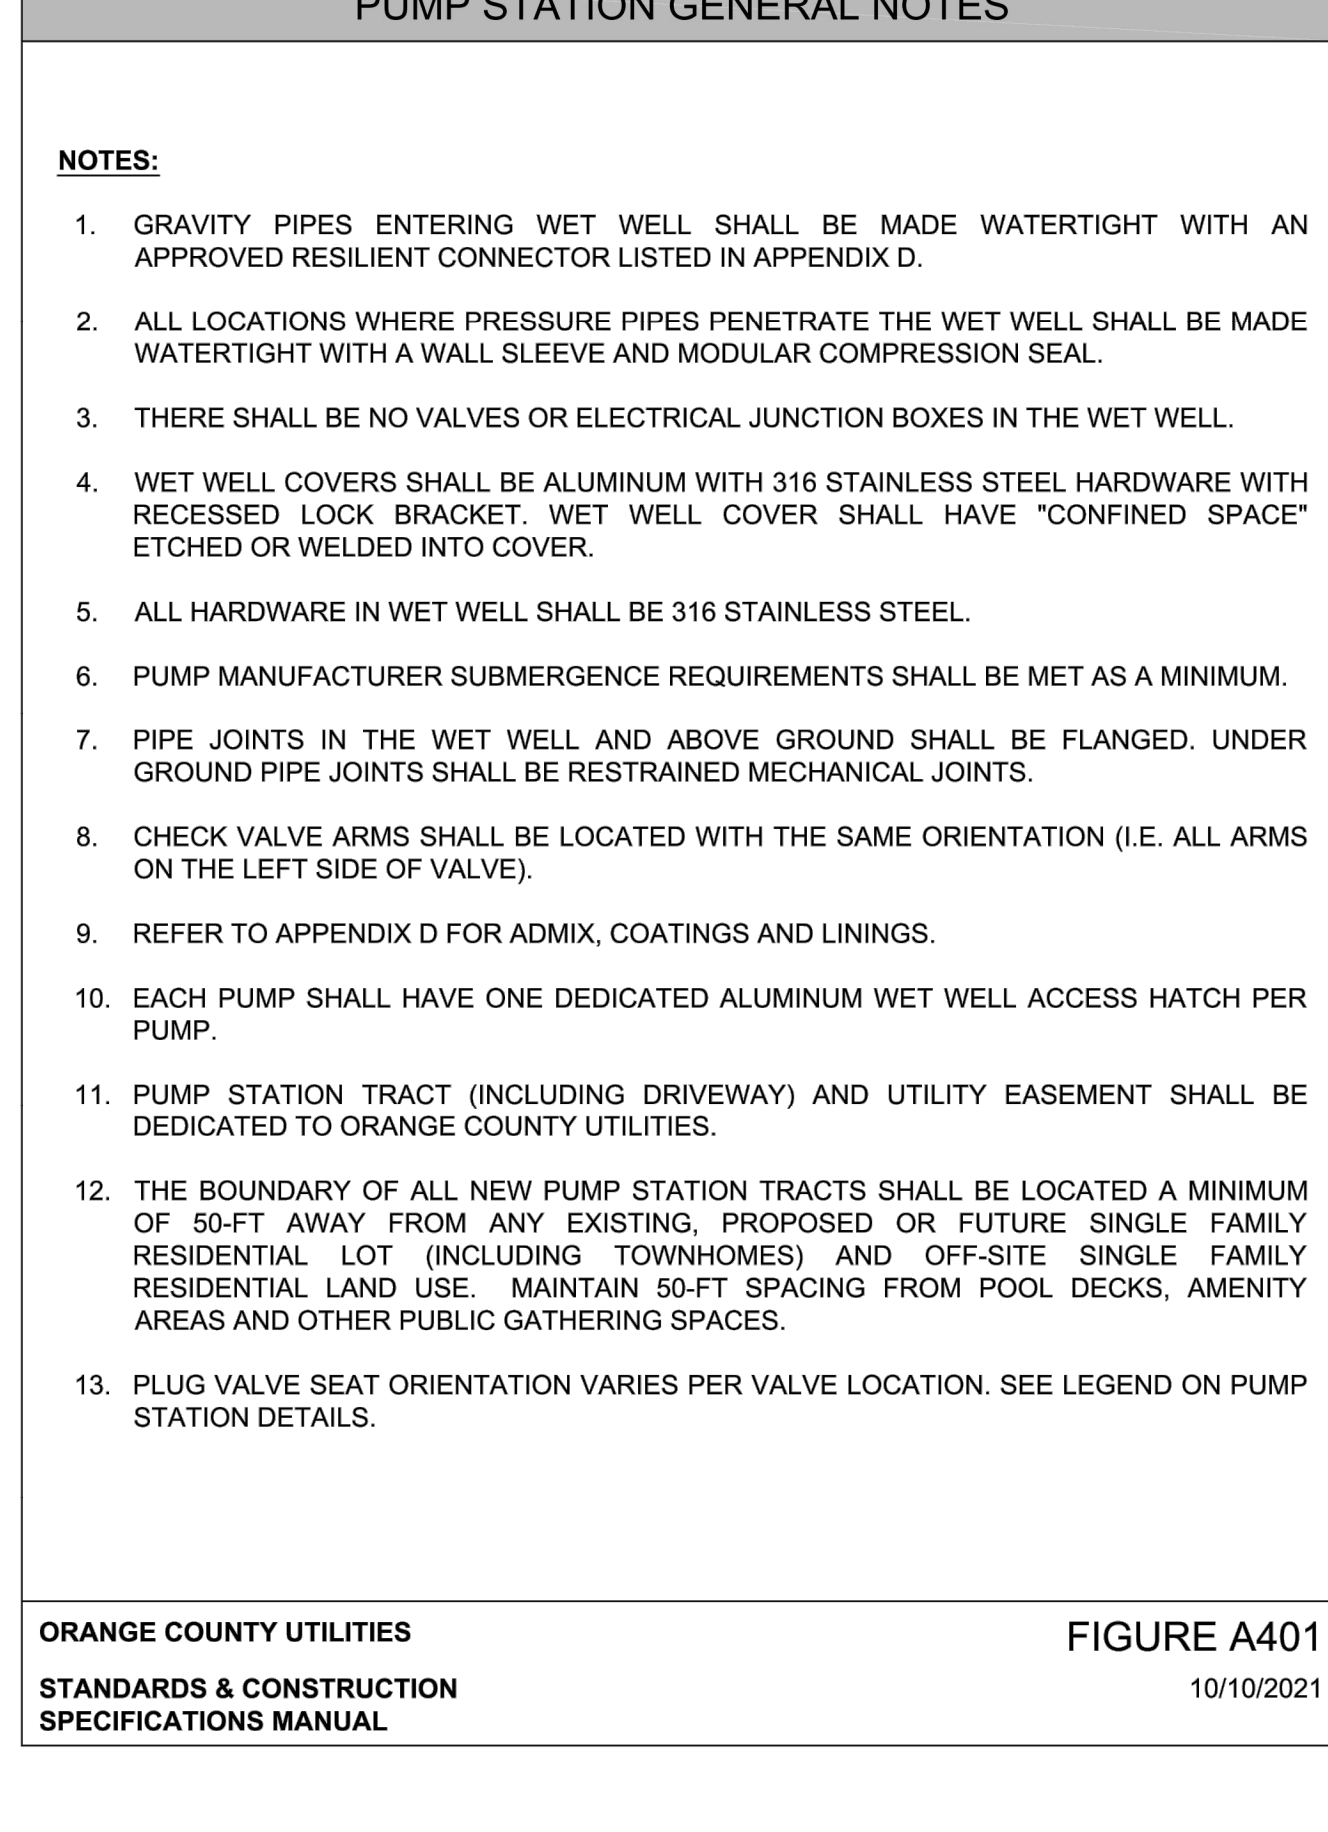 PUMP STATION GENERAL NOTES
NOTES:
1. GRAVITY PIPES ENTERING WET WELL SHALL BE MADE WATERTIGHT WITH AN
APPROVED RESILIENT CONNECTOR LISTED IN APPENDIX D.
2. ALL LOCATIONS WHERE PRESSURE PIPES PENETRATE THE WET WELL SHALL BE MADE
WATERTIGHT WITH A WALL SLEEVE AND MODULAR COMPRESSION SEAL.
3. THERE SHALL BE NO VALVES OR ELECTRICAL JUNCTION BOXES IN THE WET WELL.
4. WET WELL COVERS SHALL BE ALUMINUM WITH 316 STAINLESS STEEL HARDWARE WITH
RECESSED LOCK BRACKET. WET WELL COVER SHALL HAVE "CONFINED SPACE"
ETCHED OR WELDED INTO COVER.
5. ALL HARDWARE IN WET WELL SHALL BE 316 STAINLESS STEEL.
6. PUMP MANUFACTURER SUBMERGENCE REQUIREMENTS SHALL BE MET AS A MINIMUM.
7. PIPE JOINTS IN THE WET WELL AND ABOVE GROUND SHALL BE FLANGED. UNDER
GROUND PIPE JOINTS SHALL BE RESTRAINED MECHANICAL JOINTS.
8. CHECK VALVE ARMS SHALL BE LOCATED WITH THE SAME ORIENTATION (I.E. ALL ARMS
ON THE LEFT SIDE OF VALVE).
9. REFER TO APPENDIX D FOR ADMIX, COATINGS AND LININGS.
10. EACH PUMP SHALL HAVE ONE DEDICATED ALUMINUM WET WELL ACCESS HATCH PER
PUMP.
11. PUMP STATION TRACT (INCLUDING DRIVEWAY) AND UTILITY EASEMENT SHALL BE
DEDICATED TO ORANGE COUNTY UTILITIES.
12. THE BOUNDARY OF ALL NEW PUMP STATION TRACTS SHALL BE LOCATED A MINIMUM
OF 50-FT AWAY FROM ANY EXISTING, PROPOSED OR FUTURE SINGLE FAMILY
RESIDENTIAL LOT (INCLUDING TOWNHOMES) AND OFF-SITE SINGLE FAMILY
RESIDENTIAL LAND USE. MAINTAIN 50-FT SPACING FROM POOL DECKS, AMENITY
AREAS AND OTHER PUBLIC GATHERING SPACES.
13. PLUG VALVE SEAT ORIENTATION VARIES PER VALVE LOCATION. SEE LEGEND ON PUMP
STATION DETAILS.
ORANGE COUNTY UTILITIES
STANDARDS & CONSTRUCTION
SPECIFICATIONS MANUAL
FIGURE A401
10/10/2021